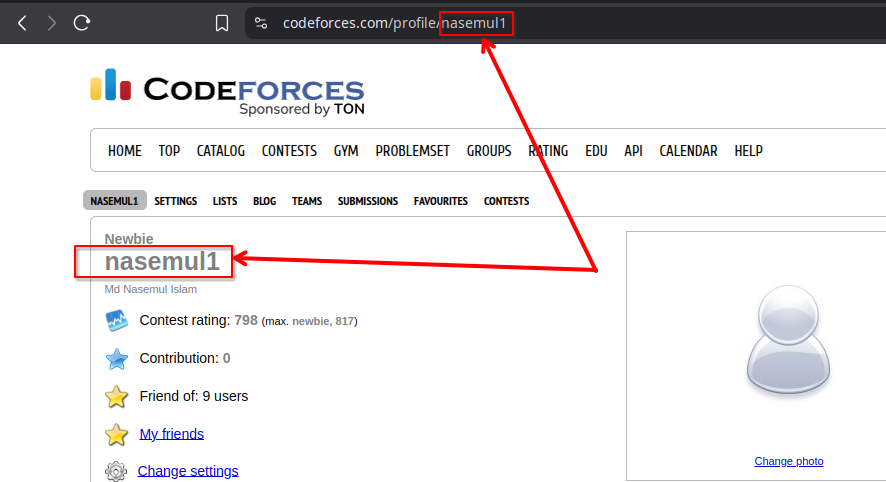 codeforces.com/profile/nasemul1
CODEFORCES
Sponsored by TON
HOME TOP CATALOG CONTESTS GYM PROBLEMSET GROUPS RATING EDU API CALENDAR HELP
NASEMUL1 SETTINGS LISTS BLOG TEAMS SUBMISSIONS FAVOURITES CONTESTS
Newbie
nasemul1
Md Nasemul Islam
Contest rating: 798 (max. newbie, 817)
Contribution: 0
Friend of: 9 users
My friends
Change settings
Change photo